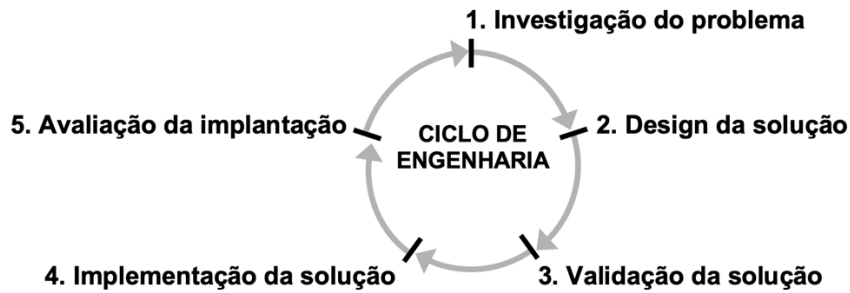 1. Investigação do problema
2. Design da solução
3. Validação da solução
4. Implementação da solução
5. Avaliação da implantação
CICLO DE
ENGENHARIA